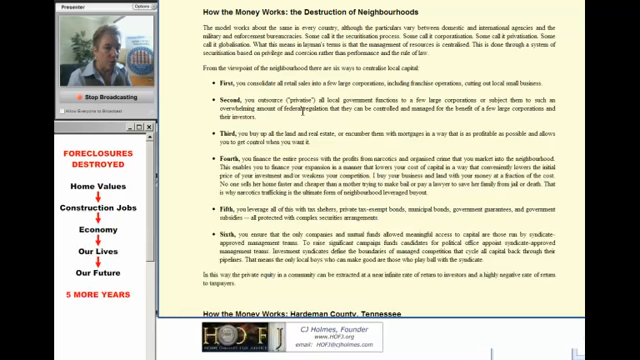 Presenter
Options
Stop Broadcasting
Allow Everyone to Broadcast
FORECLOSURES
DESTROYED
Home Values
Construction Jobs
Economy
Our Lives
Our Future
5 MORE YEARS
How the Money Works: the Destruction of Neighbourhoods
The model works about the same in every country, although the particulars vary between domestic and international agencies and the
military and enforcement bureaucracies. Some call it the securitisation process. Some call it corporatisation. Some call it privatisation. Some
call it globalisation. What this means in layman's terms is that the management of resources is centralised. This is done through a system of
securitisation based on privilege and coercion rather than performance.
From the viewpoint of the neighbourhood there are six ways to centralise local capital.
First, you consolidate all retail sales into a few large corporations, including franchise operations, cutting out local small business.
Second, you outsource ("privatise") all local government functions to a few large corporations or subject them to such an
overwhelming amount of federal regulation that they can be controlled and managed for the benefit of a few large corporations and
their investors.
Third, you buy up all the land and real estate, or encumber them with mortgages in a way that is as profitable as possible and allows
you to get control when you want it.
Fourth, you finance the entire process with the profits from narcotics and organised crime that you market into the neighbourhood.
This enables you to finance your expansion in a manner that lowers your cost of capital in a way that conveniently lowers the initial
price of your investment and/or weakens the competition. I buy your business and land with your money at a fraction of the cost.
No one sells her home faster and cheaper than a mother trying to make bail or pay a lawyer to save her family from jail or death. That
is why narcotics trafficking is the ultimate form of neighbourhood leveraged buyout.
Fifth, you leverage all of this with tax shelters, private tax-exempt bonds, municipal bonds, government guarantees, and government
subsidies -- all protected with complex securities arrangements.
Sixth, you ensure that the only companies and mutual funds allowed meaningful access to capital are those run by syndicate-
approved management teams. To raise significant campaign funds candidates for political office appoint syndicate-approved
management teams. Investment syndicates define the boundaries of managed competition that cycle all capital back through their
pipelines. That means the only local boys who can make good are those who play ball with the syndicate.
In this way the private equity in a community can be extracted at a near infinite rate of return to investors and a highly negative rate of return
to taxpayers.
How the Money Works: Hardeman County, Tennessee
HOFJ
CJ Holmes, Founder
www.HOFJ.com
email: HOFJ@cjholmes.com